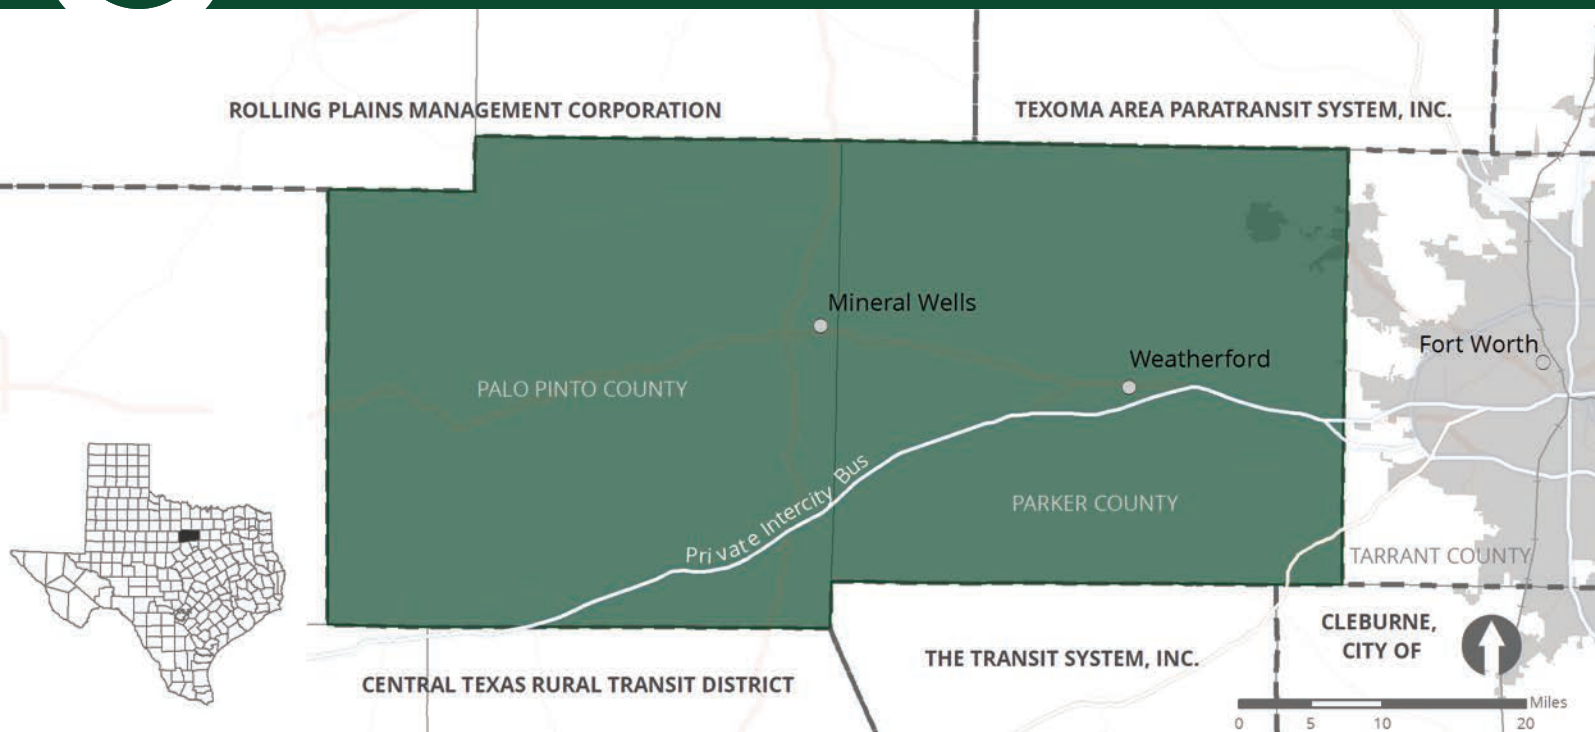 ROLLING PLAINS MANAGEMENT CORPORATION
TEXOMA AREA PARATRANSIT SYSTEM, INC.
Mineral Wells
Weatherford
Fort Worth
PALO PINTO COUNTY
Private Intercity Bus
PARKER COUNTY
TARRANT COUNTY
CLEBURNE,
CITY OF
THE TRANSIT SYSTEM, INC.
CENTRAL TEXAS RURAL TRANSIT DISTRICT
Miles
0 5 10 20